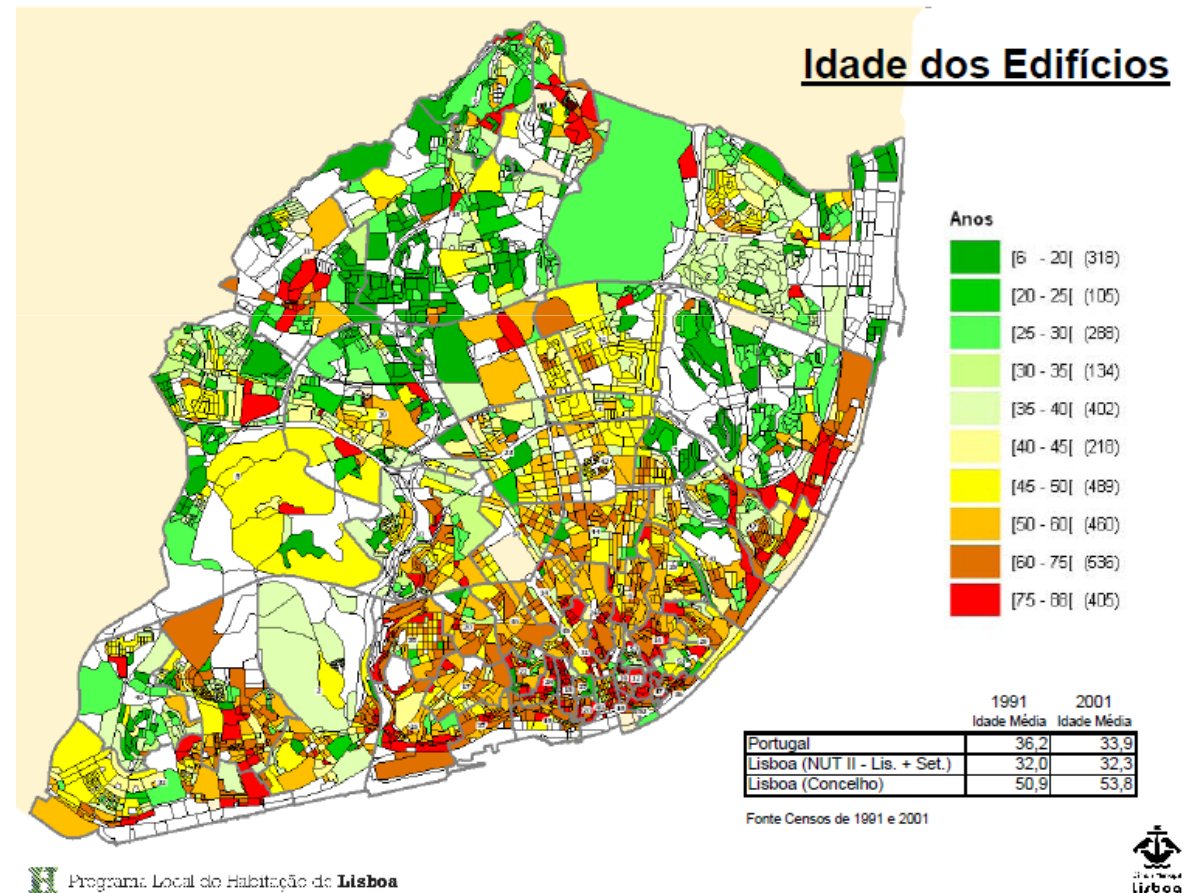 Idade dos Edifícios
Anos
[6 - 20[ (318)
[20 - 25[ (105)
[25 - 30[ (288)
[30 - 35[ (134)
[35 - 40[ (402)
[40 - 45[ (218)
[45 - 50[ (489)
[50 - 60[ (460)
[60 - 75[ (536)
[75 - 88[ (405)
1991 2001
Idade Média Idade Média
Portugal 36,2 33,9
Lisboa (NUT II - Lis. + Set.) 32,0 32,3
Lisboa (Concelho) 50,9 53,8
Fonte Censos de 1991 e 2001
Programa Local de Habitação de Lisboa
Lisboa